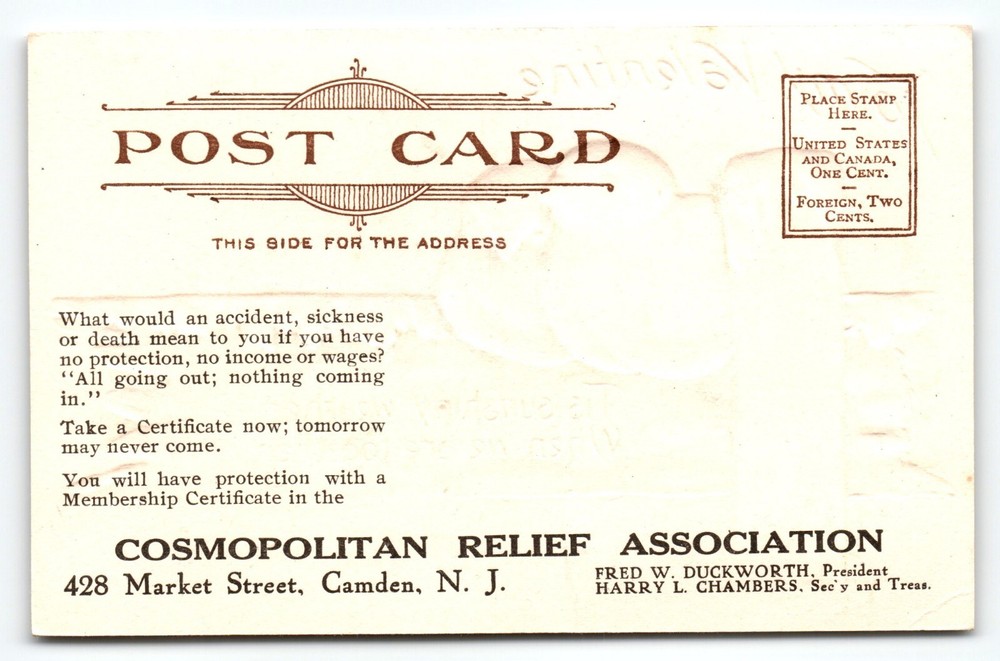 POST CARD
THIS SIDE FOR THE ADDRESS
PLACE STAMP
HERE.
UNITED STATES
AND CANADA,
ONE CENT.
FOREIGN, TWO
CENTS.
What would an accident, sickness
or death mean to you if you have
no protection, no income or wages?
"All going out; nothing coming
in."
Take a Certificate now; tomorrow
may never come.
You will have protection with a
Membership Certificate in the
COSMOPOLITAN RELIEF ASSOCIATION
428 Market Street, Camden, N. J.
FRED W. DUCKWORTH, President
HARRY L. CHAMBERS, Sec'y and Treas.
Valentine